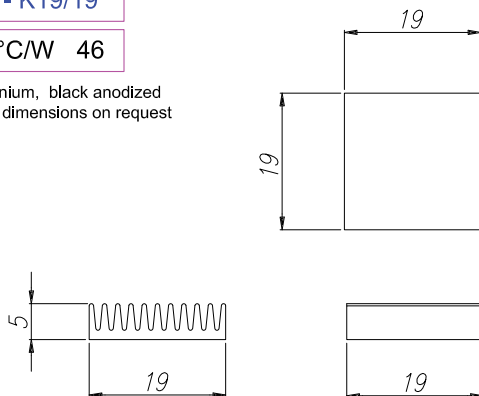 - K19/19
°C/W 46
nium, black anodized
dimensions on request
19
19
5
19
19